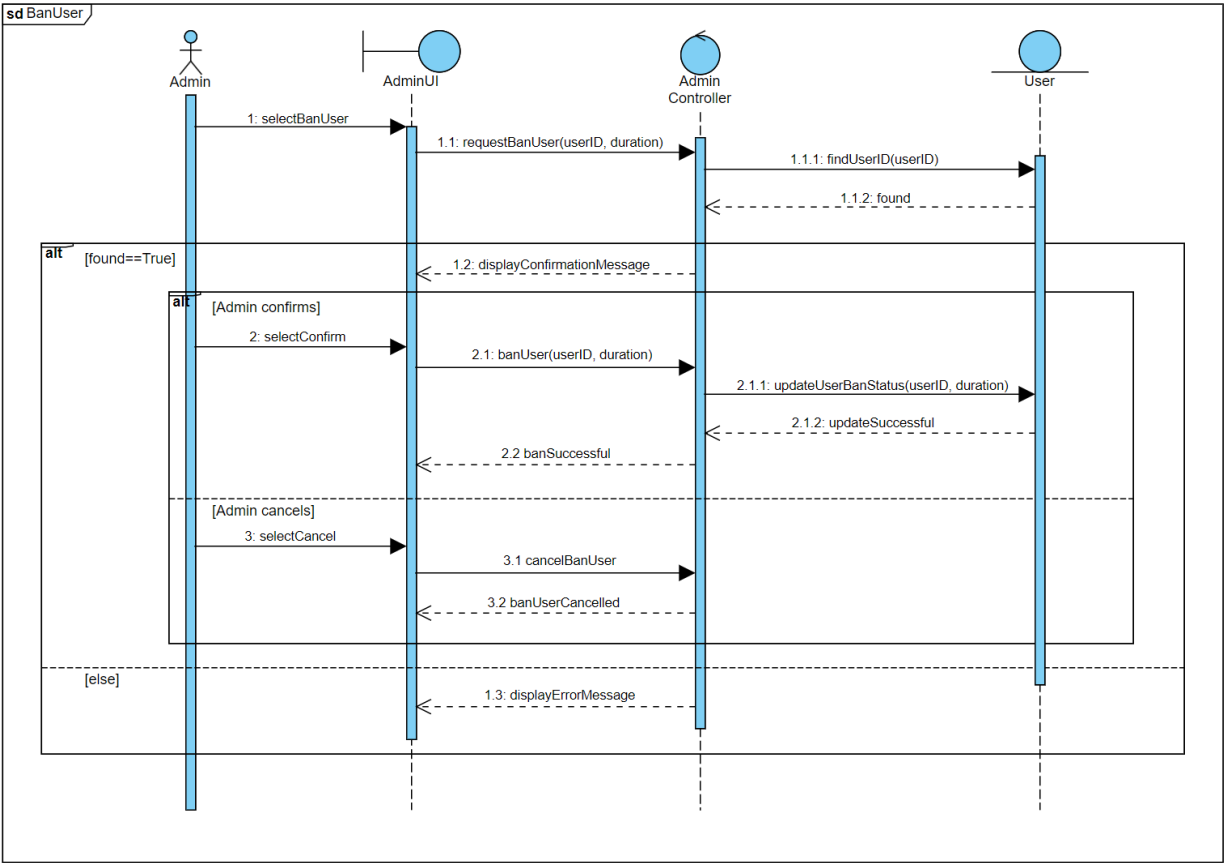 sd BanUser
Admin
AdminUI
Admin
Controller
User
1: selectBanUser
1.1: requestBanUser(userID, duration)
1.1.1: findUserID(userID)
1.1.2: found
alt
[found==True]
1.2: displayConfirmationMessage
alt
[Admin confirms]
2: selectConfirm
2.1: banUser(userID, duration)
2.1.1: updateUserBanStatus(userID, duration)
2.1.2: updateSuccessful
2.2 banSuccessful
[Admin cancels]
3: selectCancel
3.1 cancelBanUser
3.2 banUserCancelled
[else]
1.3: displayErrorMessage